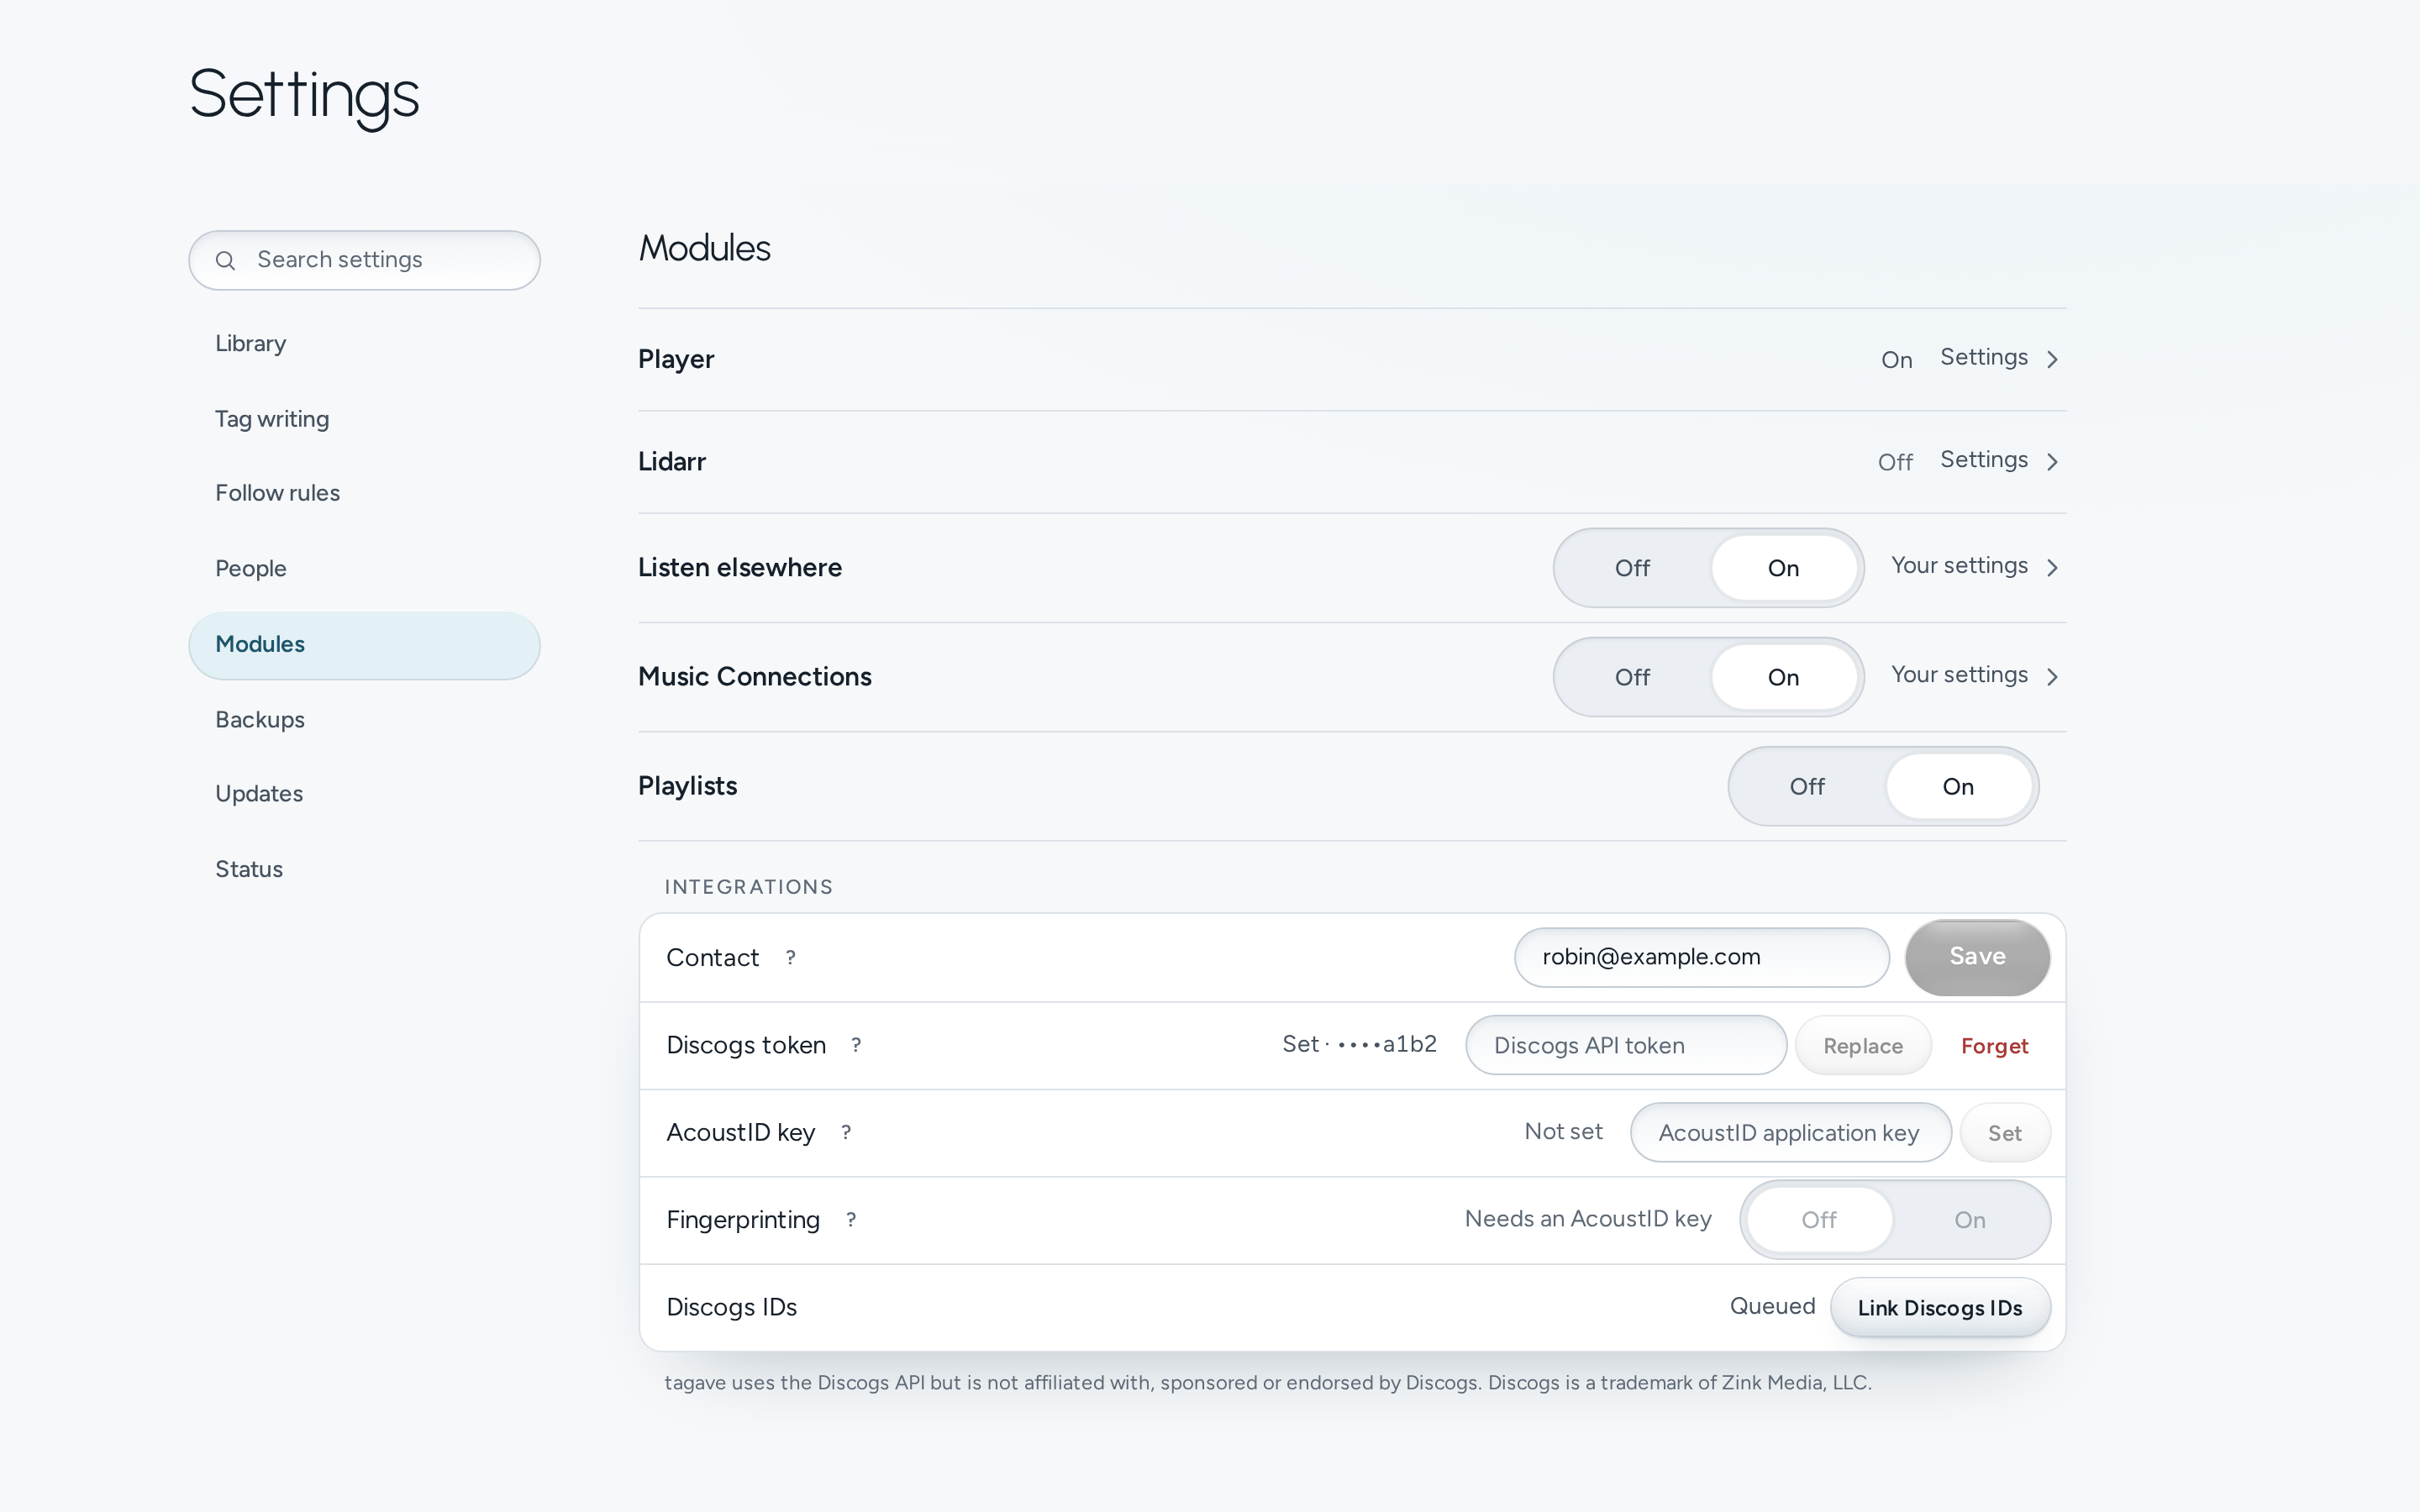 Settings
Search settings
Library
Tag writing
Follow rules
People
Modules
Backups
Updates
Status
Modules
Player On Settings
Lidarr Off Settings
Listen elsewhere Off On Your settings
Music Connections Off On Your settings
Playlists Off On
INTEGRATIONS
Contact ? robin@example.com Save
Discogs token ? Set · ••••a1b2 Discogs API token Replace Forget
AcoustID key ? Not set AcoustID application key Set
Fingerprinting ? Needs an AcoustID key Off On
Discogs IDs Queued Link Discogs IDs
tagave uses the Discogs API but is not affiliated with, sponsored or endorsed by Discogs. Discogs is a trademark of Zink Media, LLC.